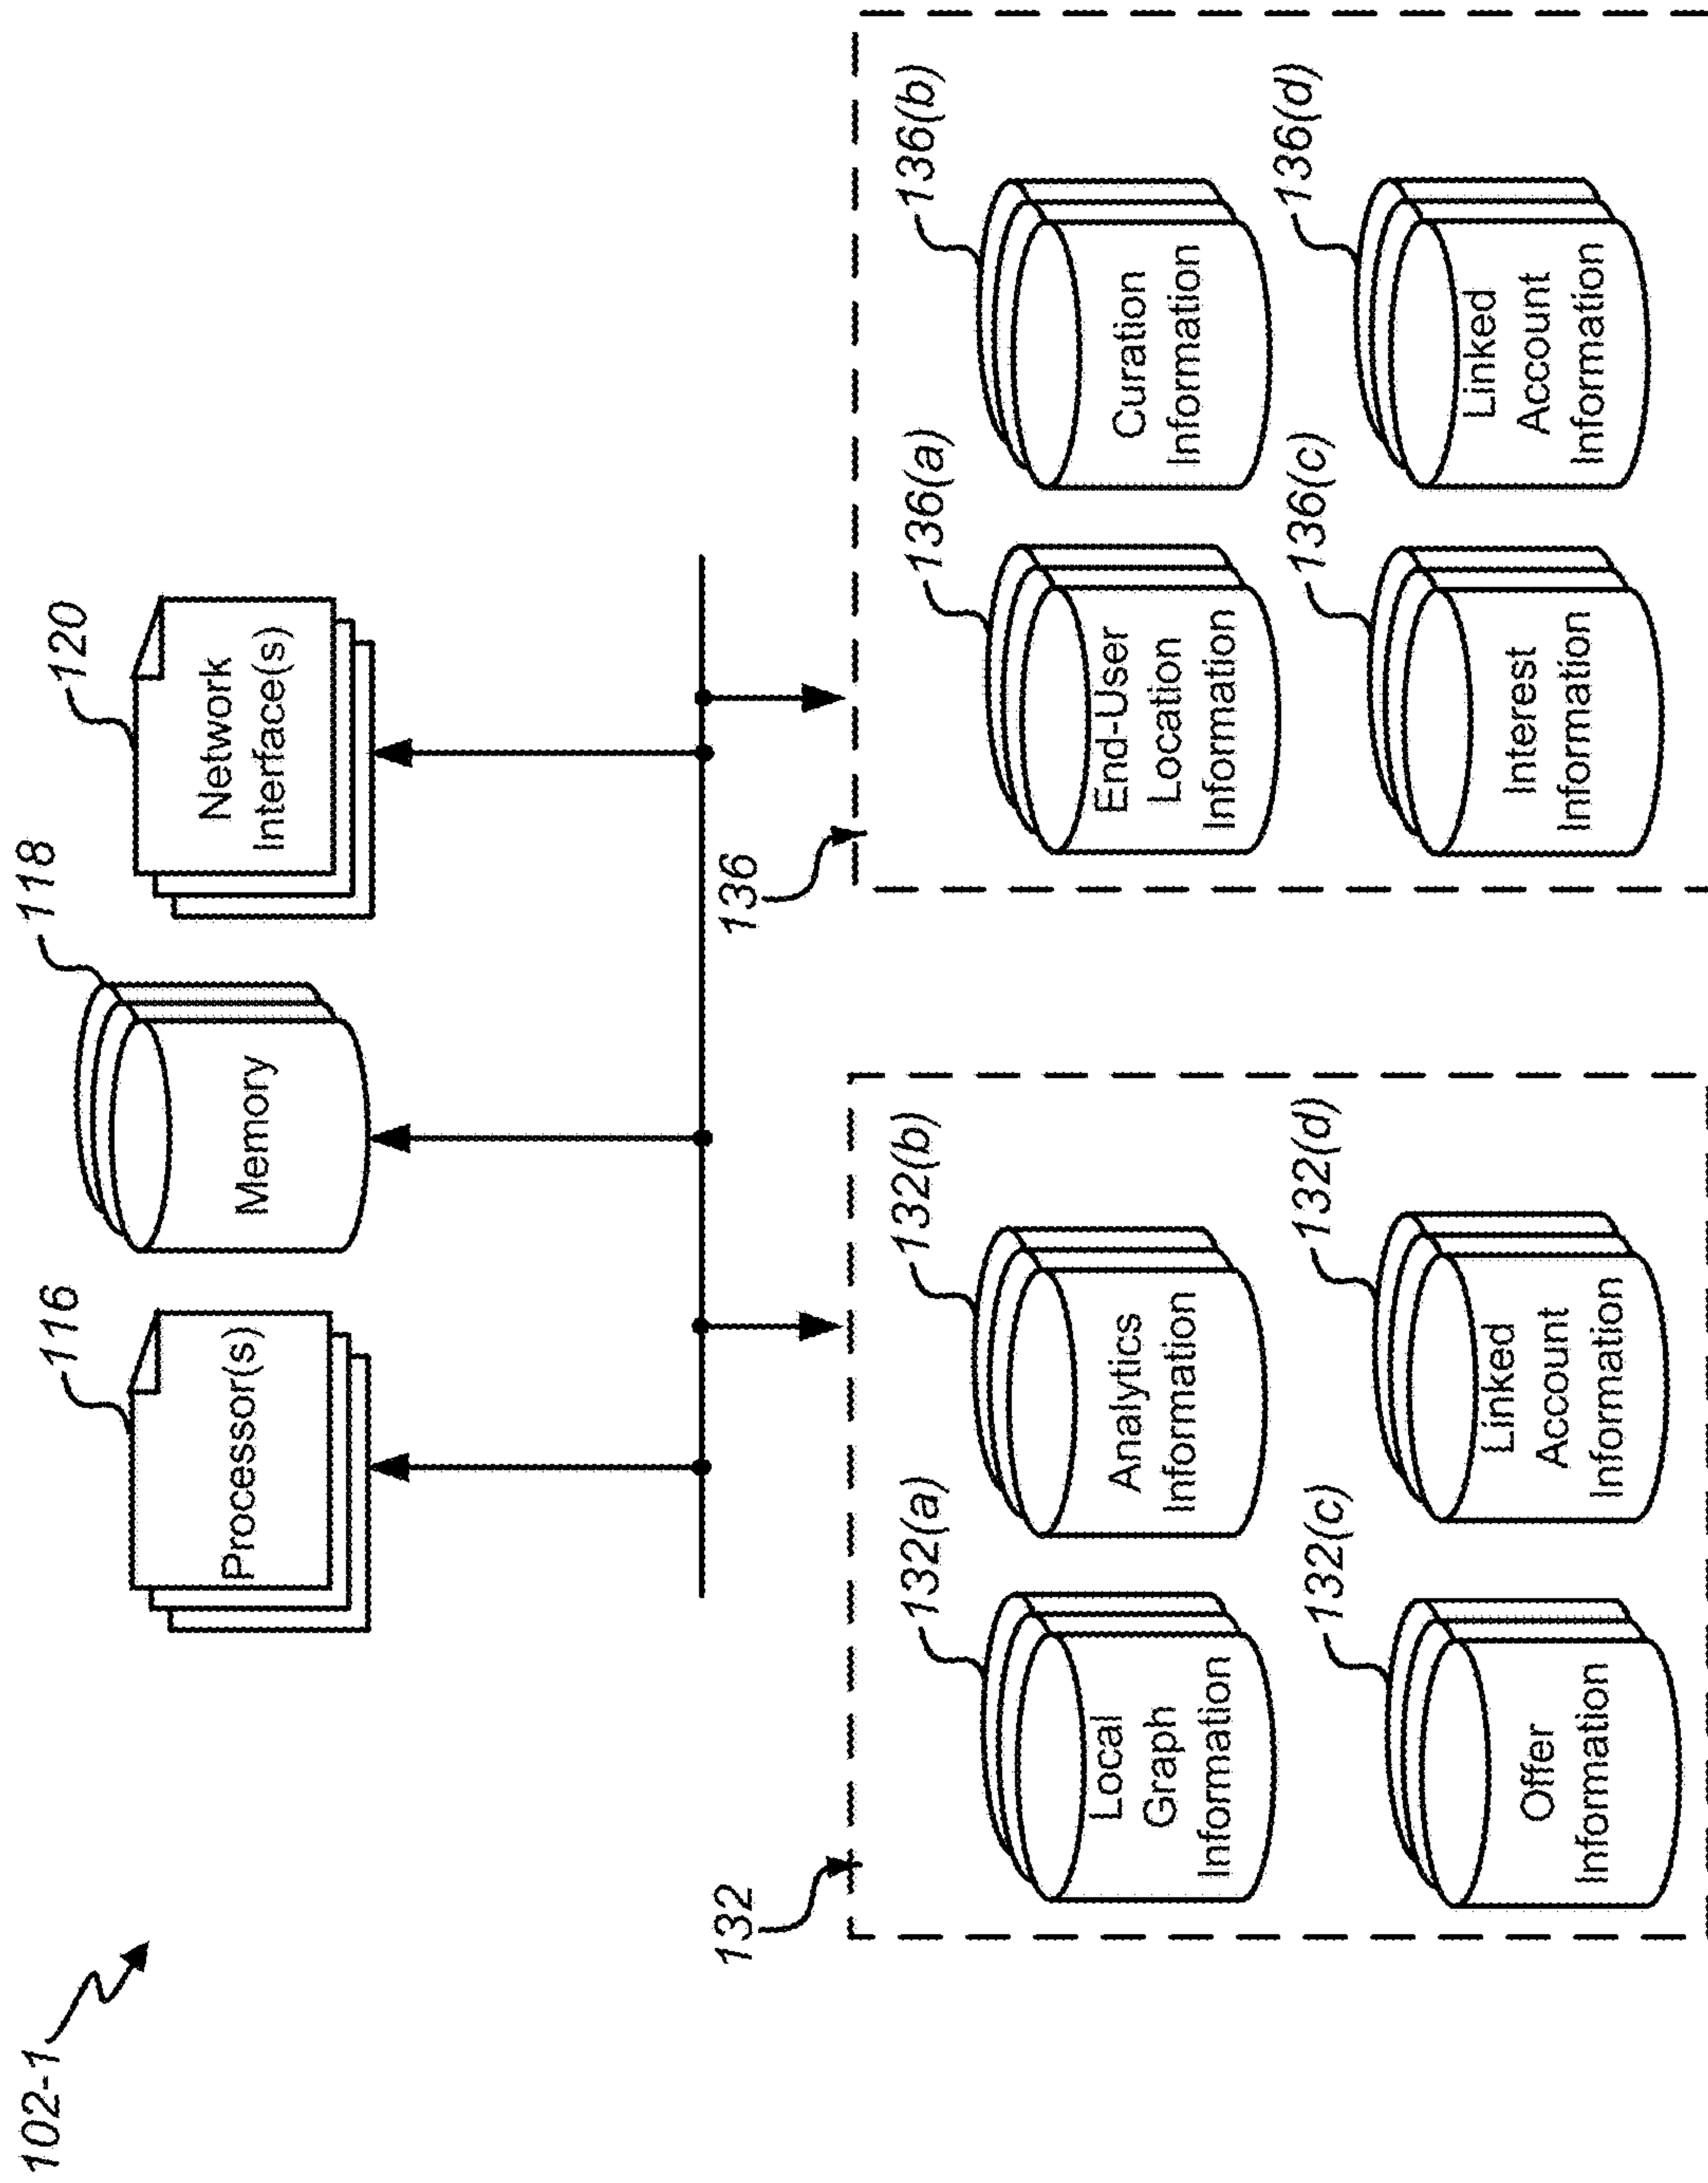 102-1
116
Processor(s)
118
Memory
120
Network
Interface(s)
132
132(a)
Local
Graph
Information
132(b)
Analytics
Information
132(c)
Offer
Information
132(d)
Linked
Account
Information
136
136(a)
End-User
Location
Information
136(b)
Curation
Information
136(c)
Interest
Information
136(d)
Linked
Account
Information